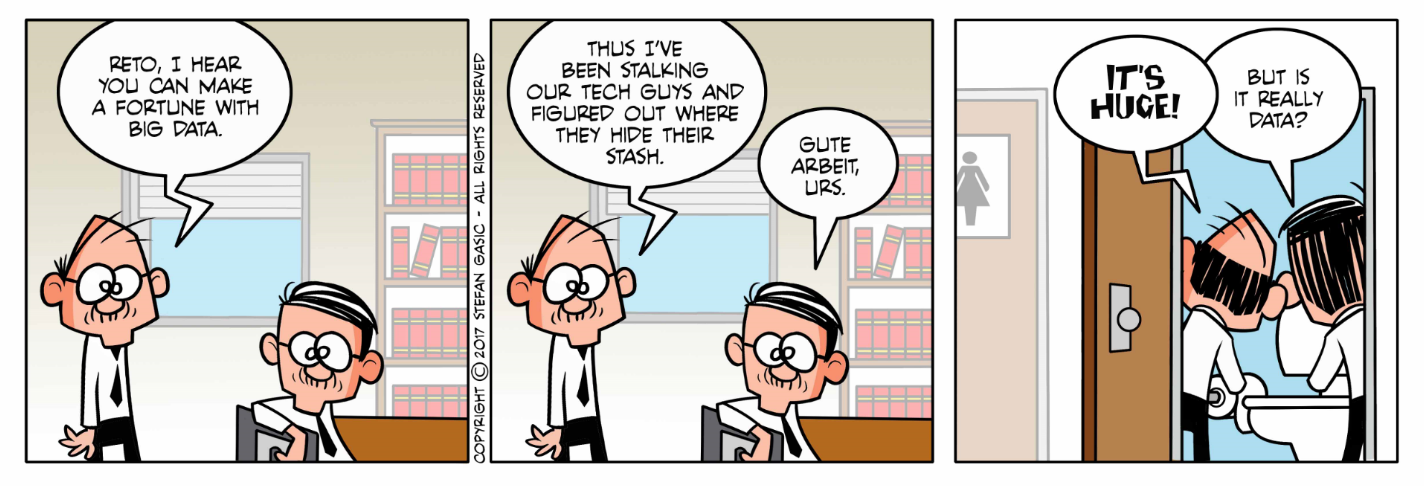 RETO, I HEAR
YOU CAN MAKE
A FORTUNE WITH
BIG DATA.
COPYRIGHT © 2017 STEFAN GASIC - ALL RIGHTS RESERVED
THUS I'VE
BEEN STALKING
OUR TECH GUYS AND
FIGURED OUT WHERE
THEY HIDE THEIR
STASH.
GUTE
ARBEIT,
URS.
IT'S
HUGE!
BUT IS
IT REALLY
DATA?